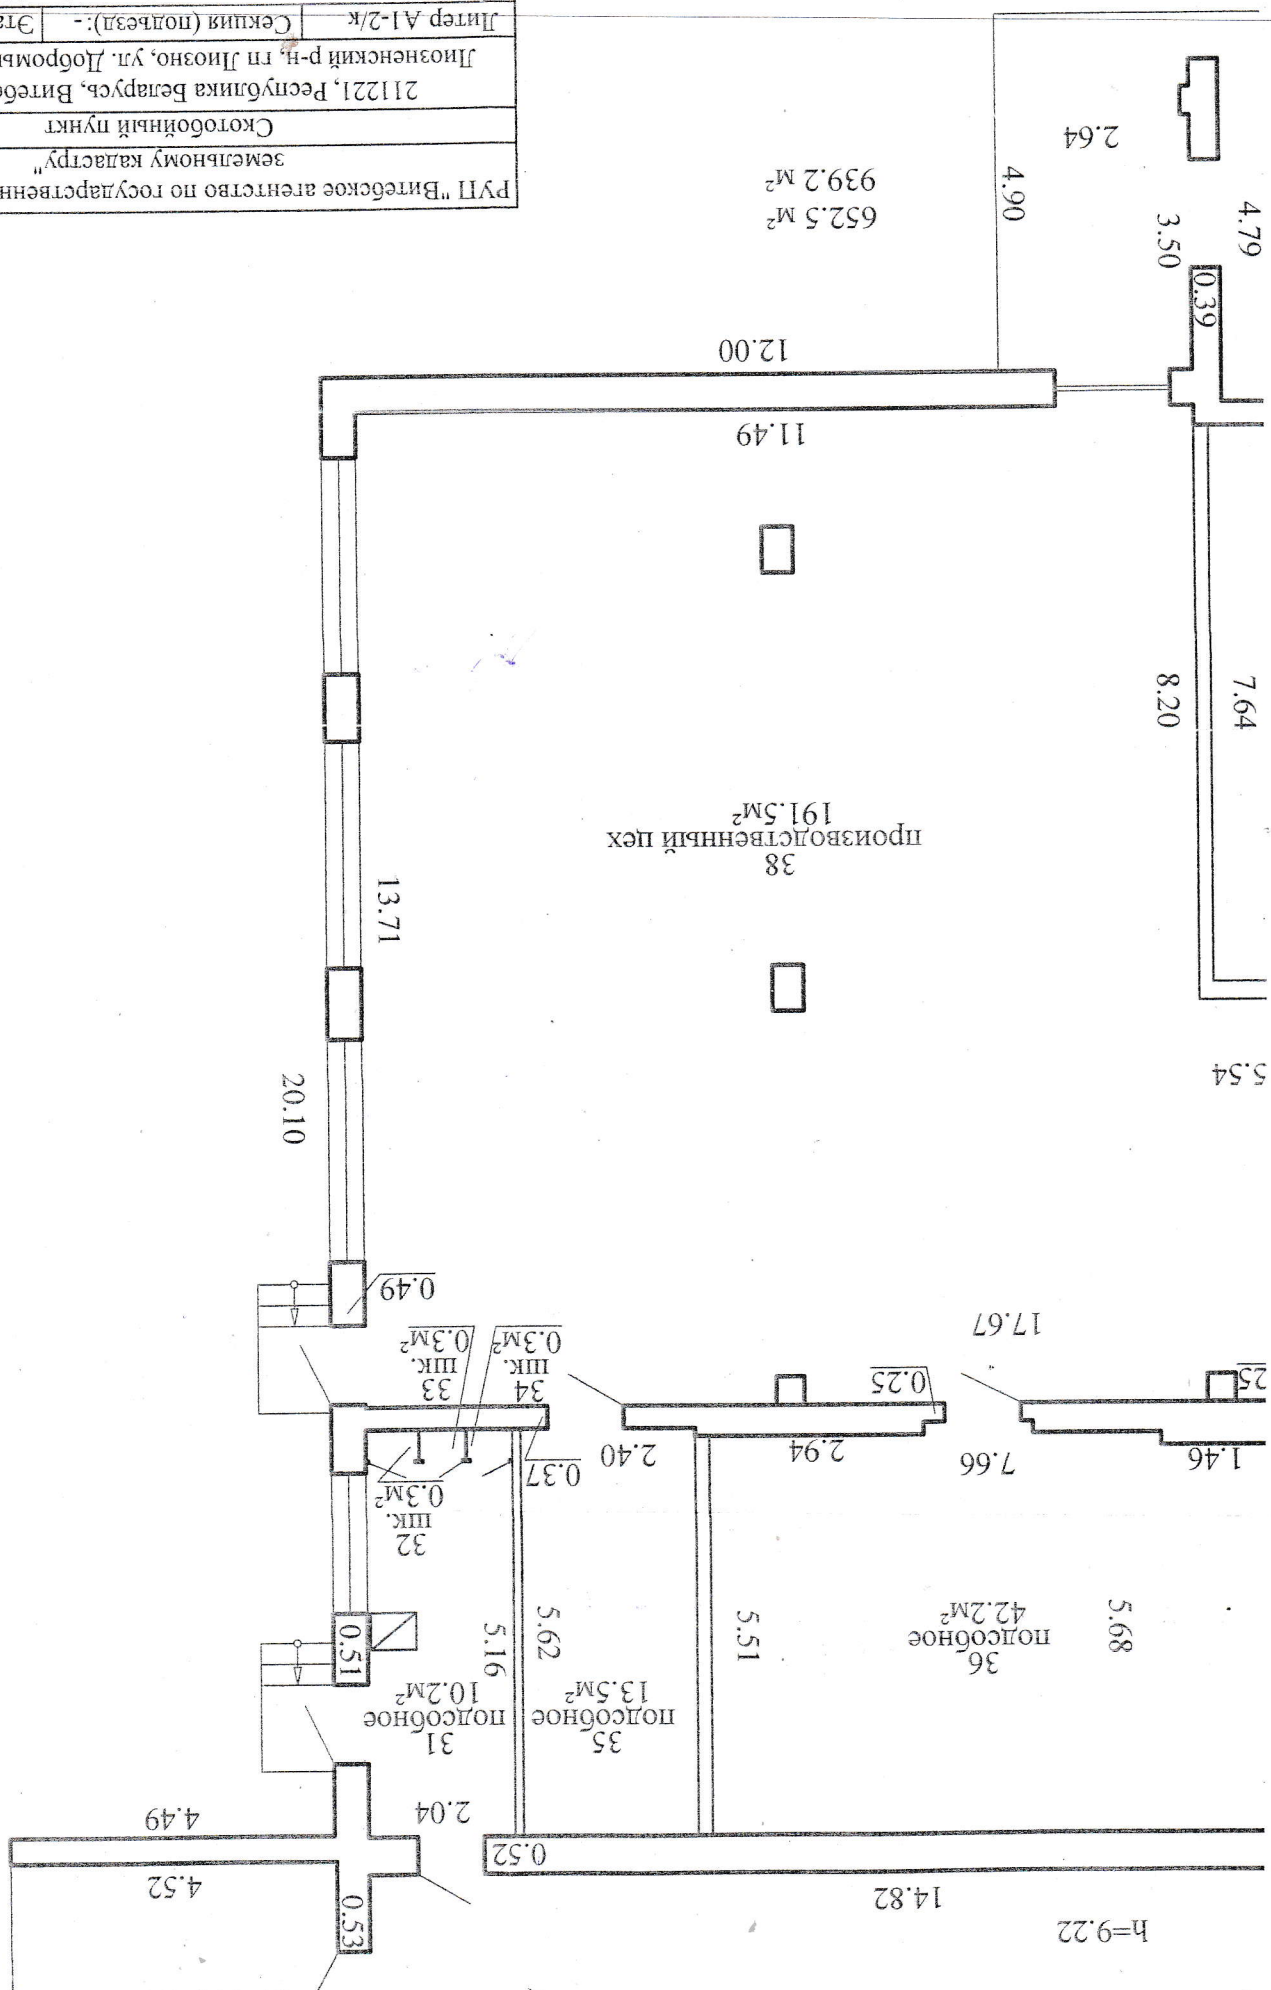 h=9.22
14.82
0.53
4.52
0.52
2.04
4.49
36
подсобное
42.2м²
35
подсобное
13.5м²
31
подсобное
10.2м²
5.68
5.51
5.62
5.16
0.51
32
шк.
0.3м²
1.46
7.66
2.94
2.40
0.37
25
0.25
34
шк.
0.3м²
33
шк.
0.3м²
17.67
0.49
5.54
20.10
13.71
38
производственный цех
191.5м²
7.64
8.20
11.49
12.00
0.39
4.79
3.50
4.90
2.64
652.5 м²
939.2 м²
РУП "Витебское агентство по государственн
земельному кадастру"
Скотобойный пункт
211221, Республика Беларусь, Витебс
Лиозненский р-н, гп Лиозно, ул. Добромы
Литер А1-2/к
Секция (подъезд):-
Эта